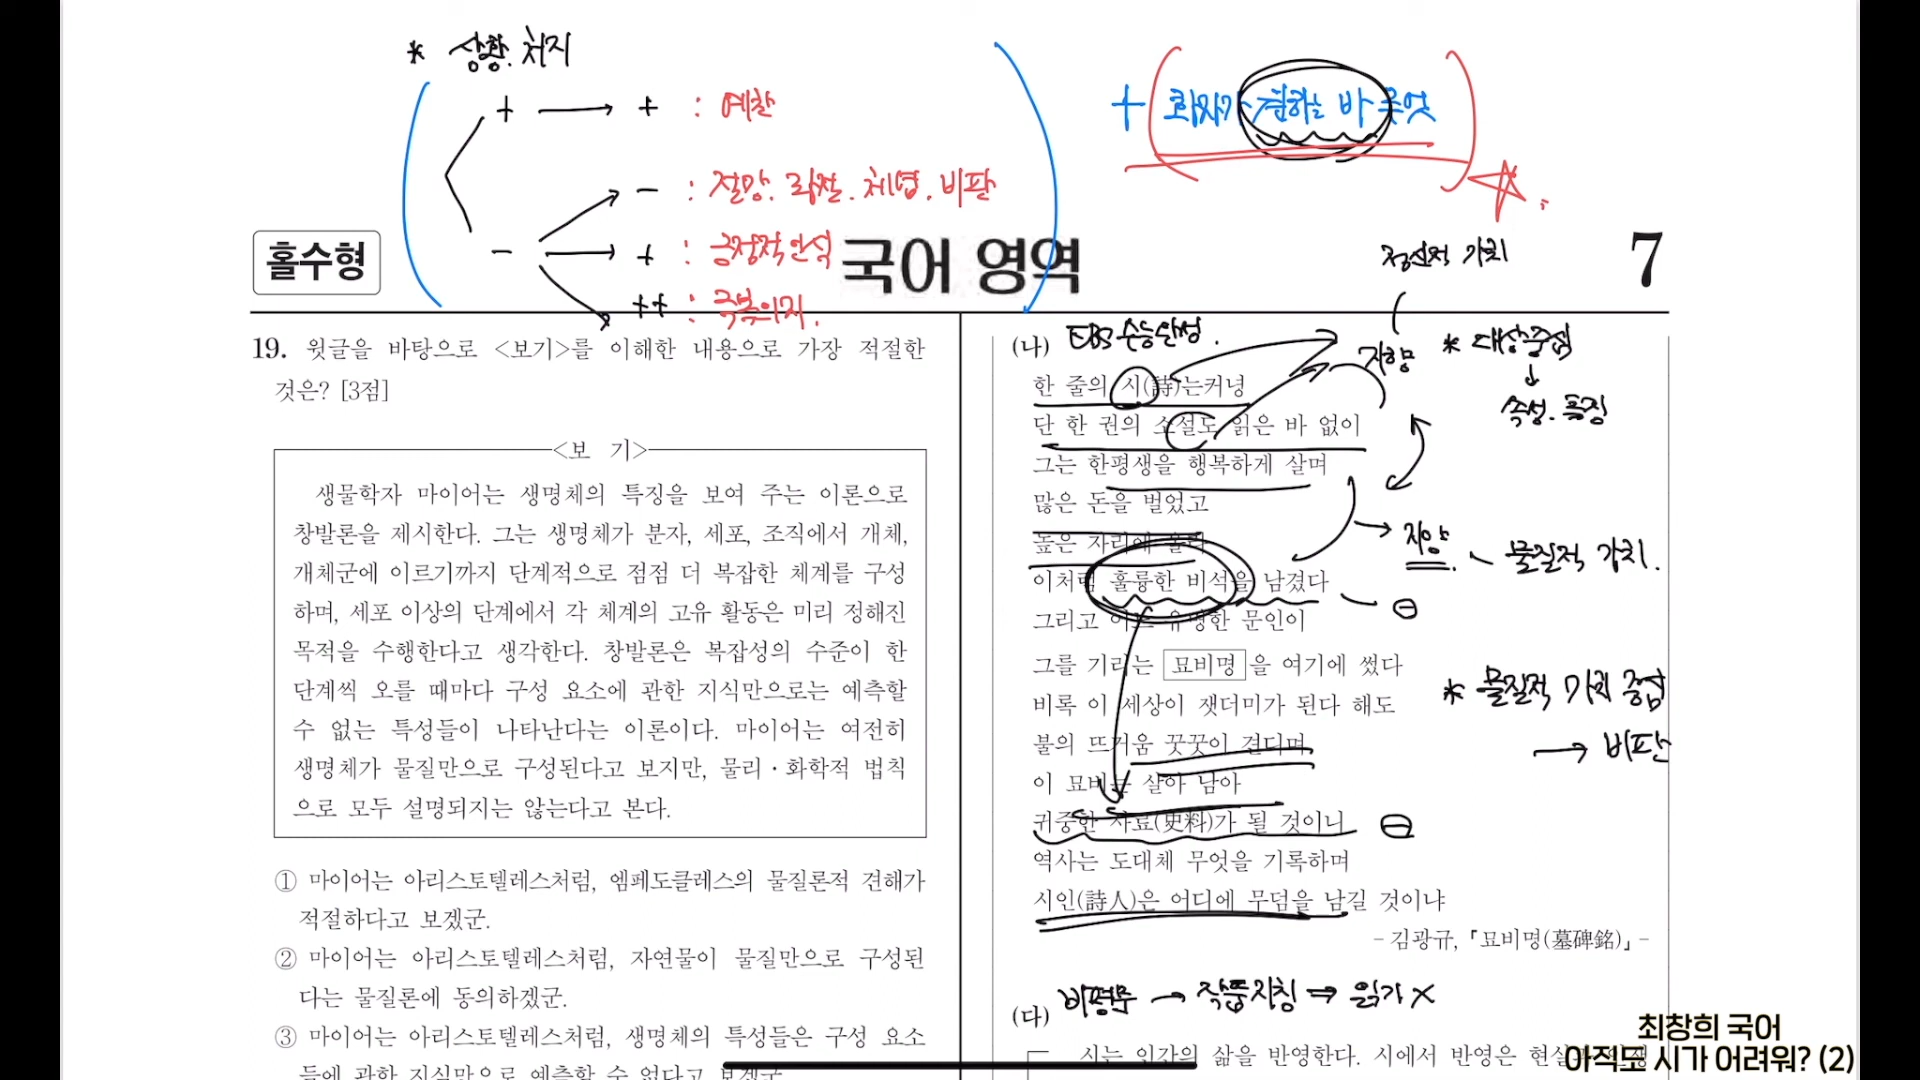 * 상황. 처지
+ → + : 예찬
- : 절망. 좌절. 체념. 비판
- → + : 긍정적 인식
++ : 극복의지.
+ 화자가 권하는 바 무엇
홀수형
국어 영역
7
19. 윗글을 바탕으로 <보기>를 이해한 내용으로 가장 적절한
것은? [3점]
<보 기>
생물학자 마이어는 생명체의 특징을 보여 주는 이론으로
창발론을 제시한다. 그는 생명체가 분자, 세포, 조직에서 개체,
개체군에 이르기까지 단계적으로 점점 더 복잡한 체계를 구성
하며, 세포 이상의 단계에서 각 체계의 고유 활동은 미리 정해진
목적을 수행한다고 생각한다. 창발론은 복잡성의 수준이 한
단계씩 오를 때마다 구성 요소에 관한 지식만으로는 예측할
수 없는 특성들이 나타난다는 이론이다. 마이어는 여전히
생명체가 물질만으로 구성된다고 보지만, 물리·화학적 법칙
으로 모두 설명되지는 않는다고 본다.
① 마이어는 아리스토텔레스처럼, 엠페도클레스의 물질론적 견해가
적절하다고 보겠군.
② 마이어는 아리스토텔레스처럼, 자연물이 물질만으로 구성된
다는 물질론에 동의하겠군.
③ 마이어는 아리스토텔레스처럼, 생명체의 특성들은 구성 요소
들에 관한 지식만으로 예측할 수 없다고 보겠군
정신적 가치
(나) EBS 수능완성.
지향
* 대상중심
↓
속성. 특징
한 줄의 시(詩)는커녕
단 한 권의 소설도 읽은 바 없이
그는 한평생을 행복하게 살며
많은 돈을 벌었고
높은 자리에 올라
지양. 물질적 가치.
이처럼 훌륭한 비석을 남겼다 ⊖
그리고 어느 유명한 문인이
그를 기리는 묘비명 을 여기에 썼다
비록 이 세상이 잿더미가 된다 해도
* 물질적 가치 중심
→ 비판
불의 뜨거움 꿋꿋이 견디며
이 묘비는 살아 남아
귀중한 사료(史料)가 될 것이니 ⊖
역사는 도대체 무엇을 기록하며
시인(詩人)은 어디에 무덤을 남길 것이냐
- 김광규, 「묘비명(墓碑銘)」-
비평문 → 작품지칭 ⇒ 읽기 X
(다)
시는 인간의 삶을 반영한다. 시에서 반영은 현실
최창희 국어
아직도 시가 어려워? (2)